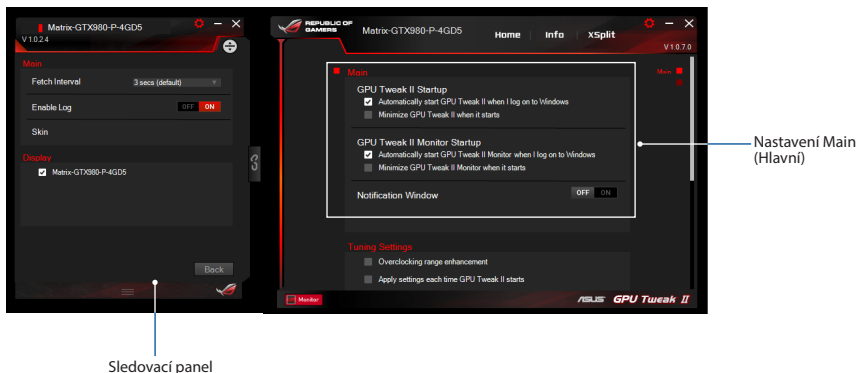 Matrix-GTX980-P-4GD5
V 1.0.2.4
Main
Fetch Interval 3 secs (default)
Enable Log OFF ON
Skin
Display
Matrix-GTX980-P-4GD5
Back
REPUBLIC OF
GAMERS
Matrix-GTX980-P-4GD5 Home Info XSplit
V 1.0.7.0
Main
Main
GPU Tweak II Startup
Automatically start GPU Tweak II when I log on to Windows
Minimize GPU Tweak II when it starts
GPU Tweak II Monitor Startup
Automatically start GPU Tweak II Monitor when I log on to Windows
Minimize GPU Tweak II Monitor when it starts
Notification Window OFF ON
Tuning Settings
Overclocking range enhancement
Apply settings each time GPU Tweak II starts
Monitor
ASUS GPU Tweak II
Nastavení Main
(Hlavní)
Sledovací panel